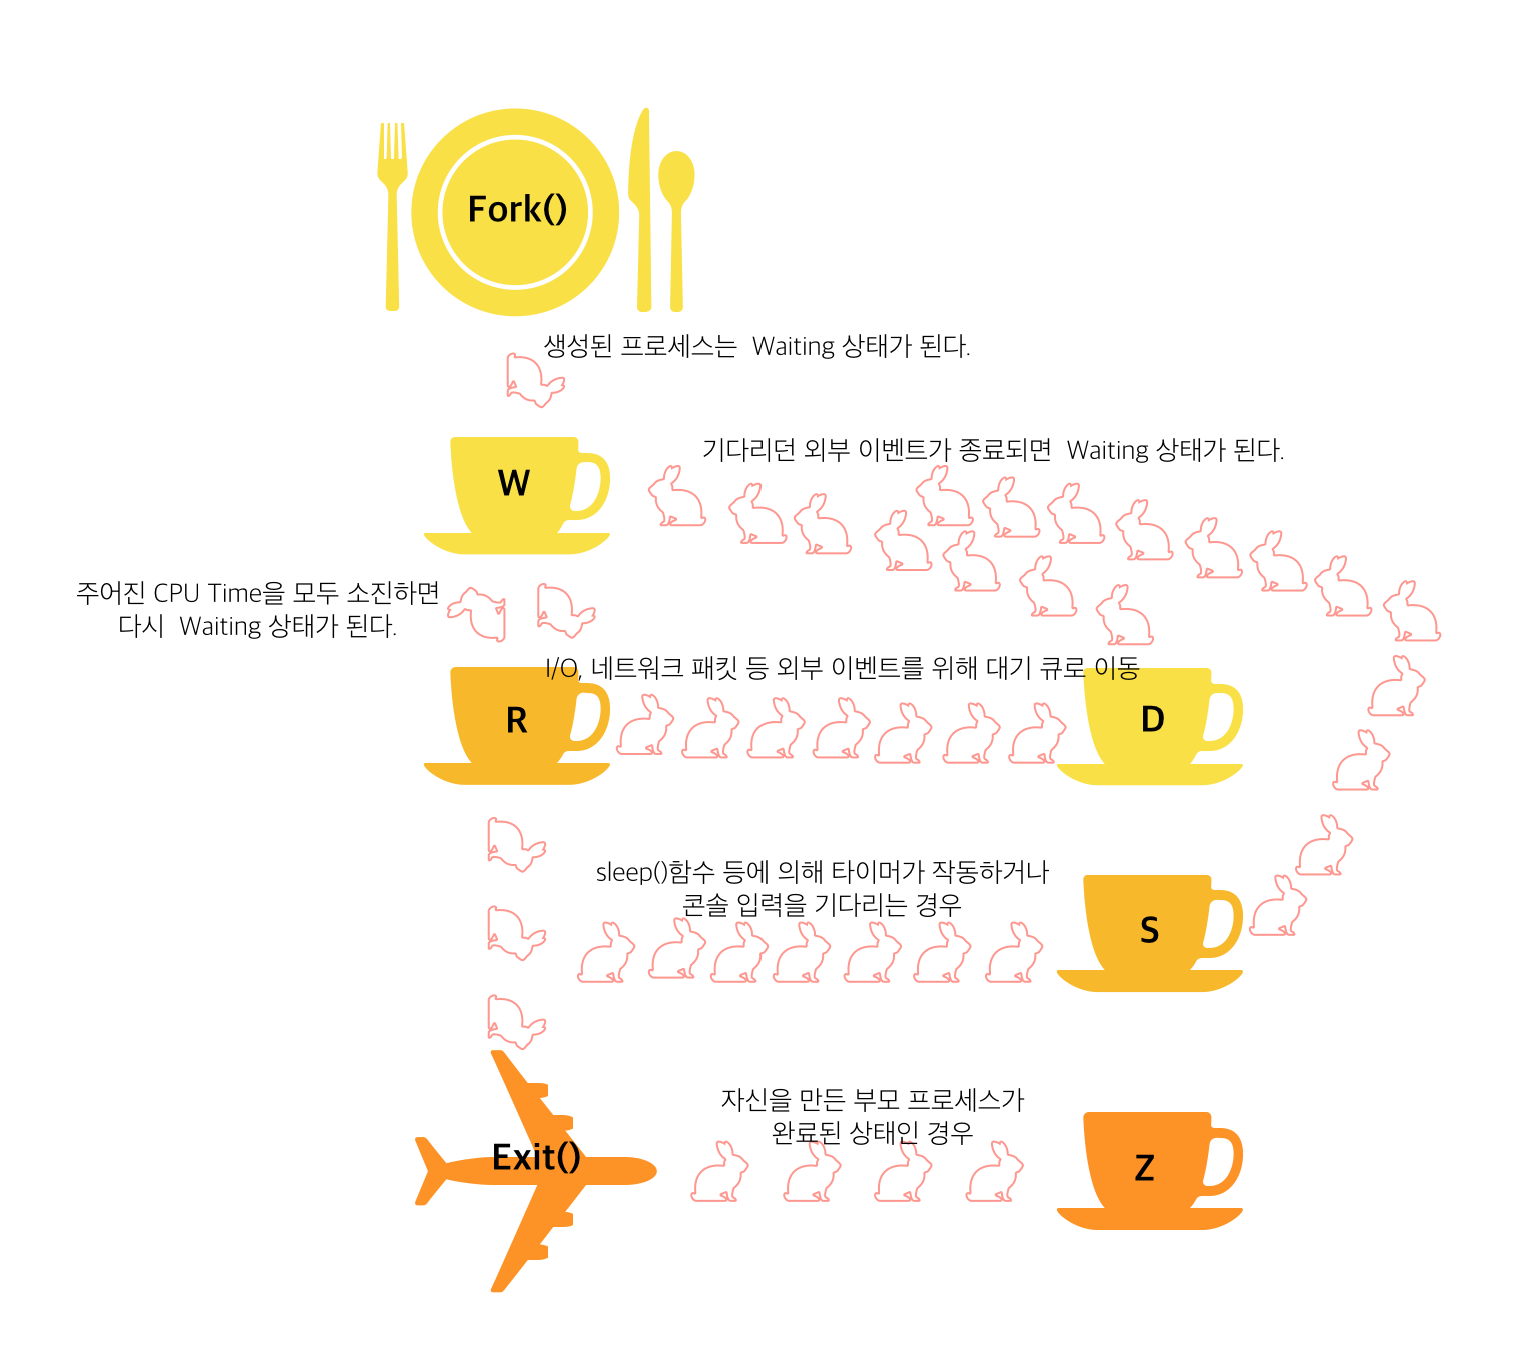 Fork()
생성된 프로세스는 Waiting 상태가 된다.
기다리던 외부 이벤트가 종료되면 Waiting 상태가 된다.
W
주어진 CPU Time을 모두 소진하면
다시 Waiting 상태가 된다.
I/O, 네트워크 패킷 등 외부 이벤트를 위해 대기 큐로 이동
R
D
sleep()함수 등에 의해 타이머가 작동하거나
콘솔 입력을 기다리는 경우
S
자신을 만든 부모 프로세스가
완료된 상태인 경우
Exit()
Z